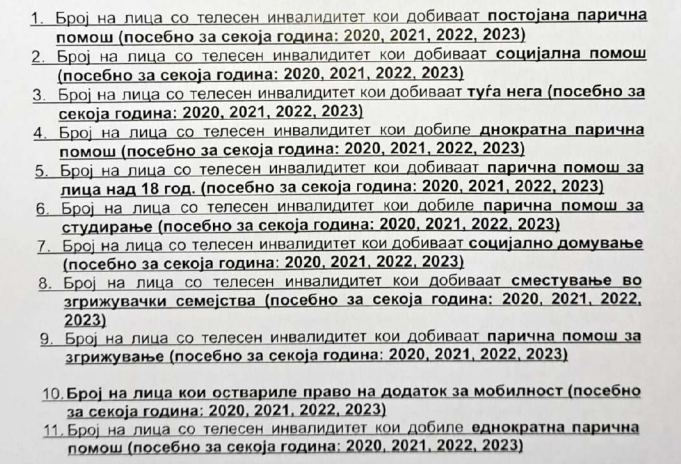 1. Број на лица со телесен инвалидитет кои добиваат постојана парична
помош (посебно за секоја година: 2020, 2021, 2022, 2023)
2. Број на лица со телесен инвалидитет кои добиваат социјална помош
(посебно за секоја година: 2020, 2021, 2022, 2023)
3. Број на лица со телесен инвалидитет кои добиваат туѓа нега (посебно за
секоја година: 2020, 2021, 2022, 2023)
4. Број на лица со телесен инвалидитет кои добиле днократна парична
помош (посебно за секоја година: 2020, 2021, 2022, 2023)
5. Број на лица со телесен инвалидитет кои добиваат парична помош за
лица над 18 год. (посебно за секоја година: 2020, 2021, 2022, 2023)
6. Број на лица со телесен инвалидитет кои добиле парична помош за
студирање (посебно за секоја година: 2020, 2021, 2022, 2023)
7. Број на лица со телесен инвалидитет кои добиваат социјално домување
(посебно за секоја година: 2020, 2021, 2022, 2023)
8. Број на лица со телесен инвалидитет кои добиваат сместување во
згрижувачки семејства (посебно за секоја година: 2020, 2021, 2022,
2023)
9. Број на лица со телесен инвалидитет кои добиваат парична помош за
згрижување (посебно за секоја година: 2020, 2021, 2022, 2023)
10. Број на лица кои оствариле право на додаток за мобилност (посебно
за секоја година: 2020, 2021, 2022, 2023)
11. Број на лица со телесен инвалидитет кои добиле еднократна парична
помош (посебно за секоја година: 2020, 2021, 2022, 2023)